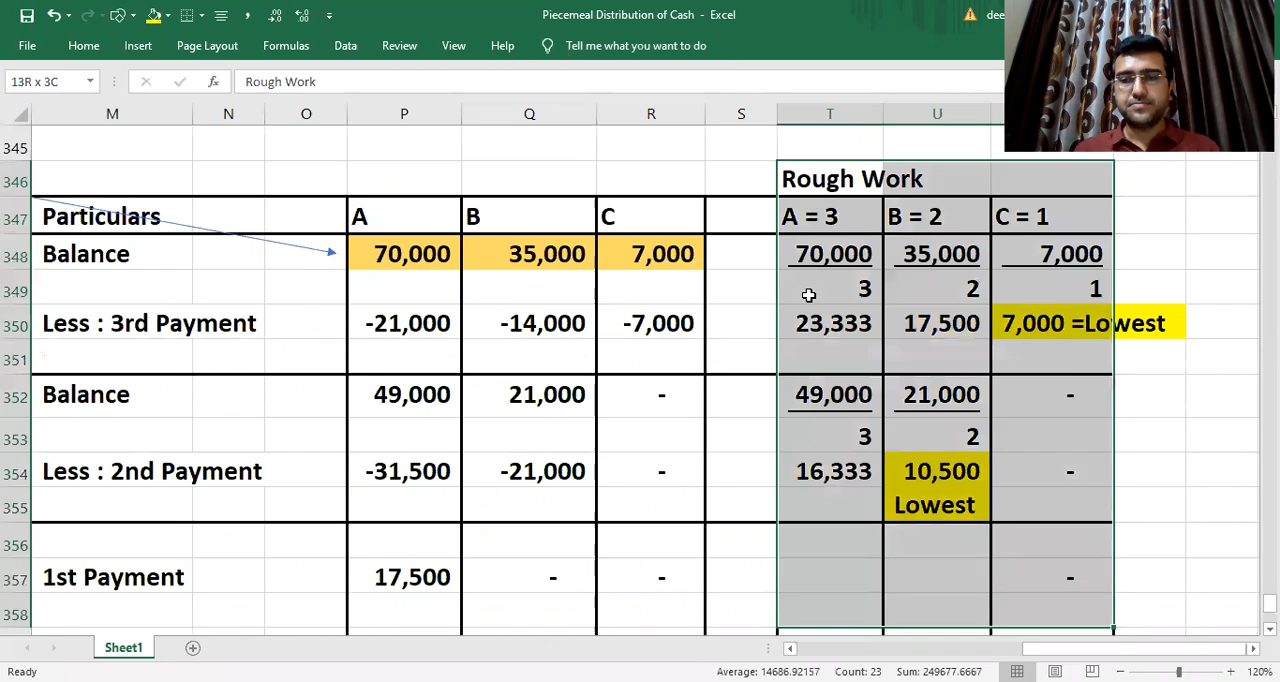 Piecemeal Distribution of Cash - Excel
dee
File Home Insert Page Layout Formulas Data Review View Help Tell me what you want to do
13R x 3C fx Rough Work
M N O P Q R S T U
345
346 Rough Work
347 Particulars A B C A = 3 B = 2 C = 1
348 Balance 70,000 35,000 7,000 70,000 35,000 7,000
349 3 2 1
350 Less : 3rd Payment -21,000 -14,000 -7,000 23,333 17,500 7,000 =Lowest
351
352 Balance 49,000 21,000 - 49,000 21,000 -
353 3 2
354 Less : 2nd Payment -31,500 -21,000 - 16,333 10,500 -
355 Lowest
356
357 1st Payment 17,500 - - -
358
Sheet1
Ready Average: 14686.92157 Count: 23 Sum: 249677.6667 120%